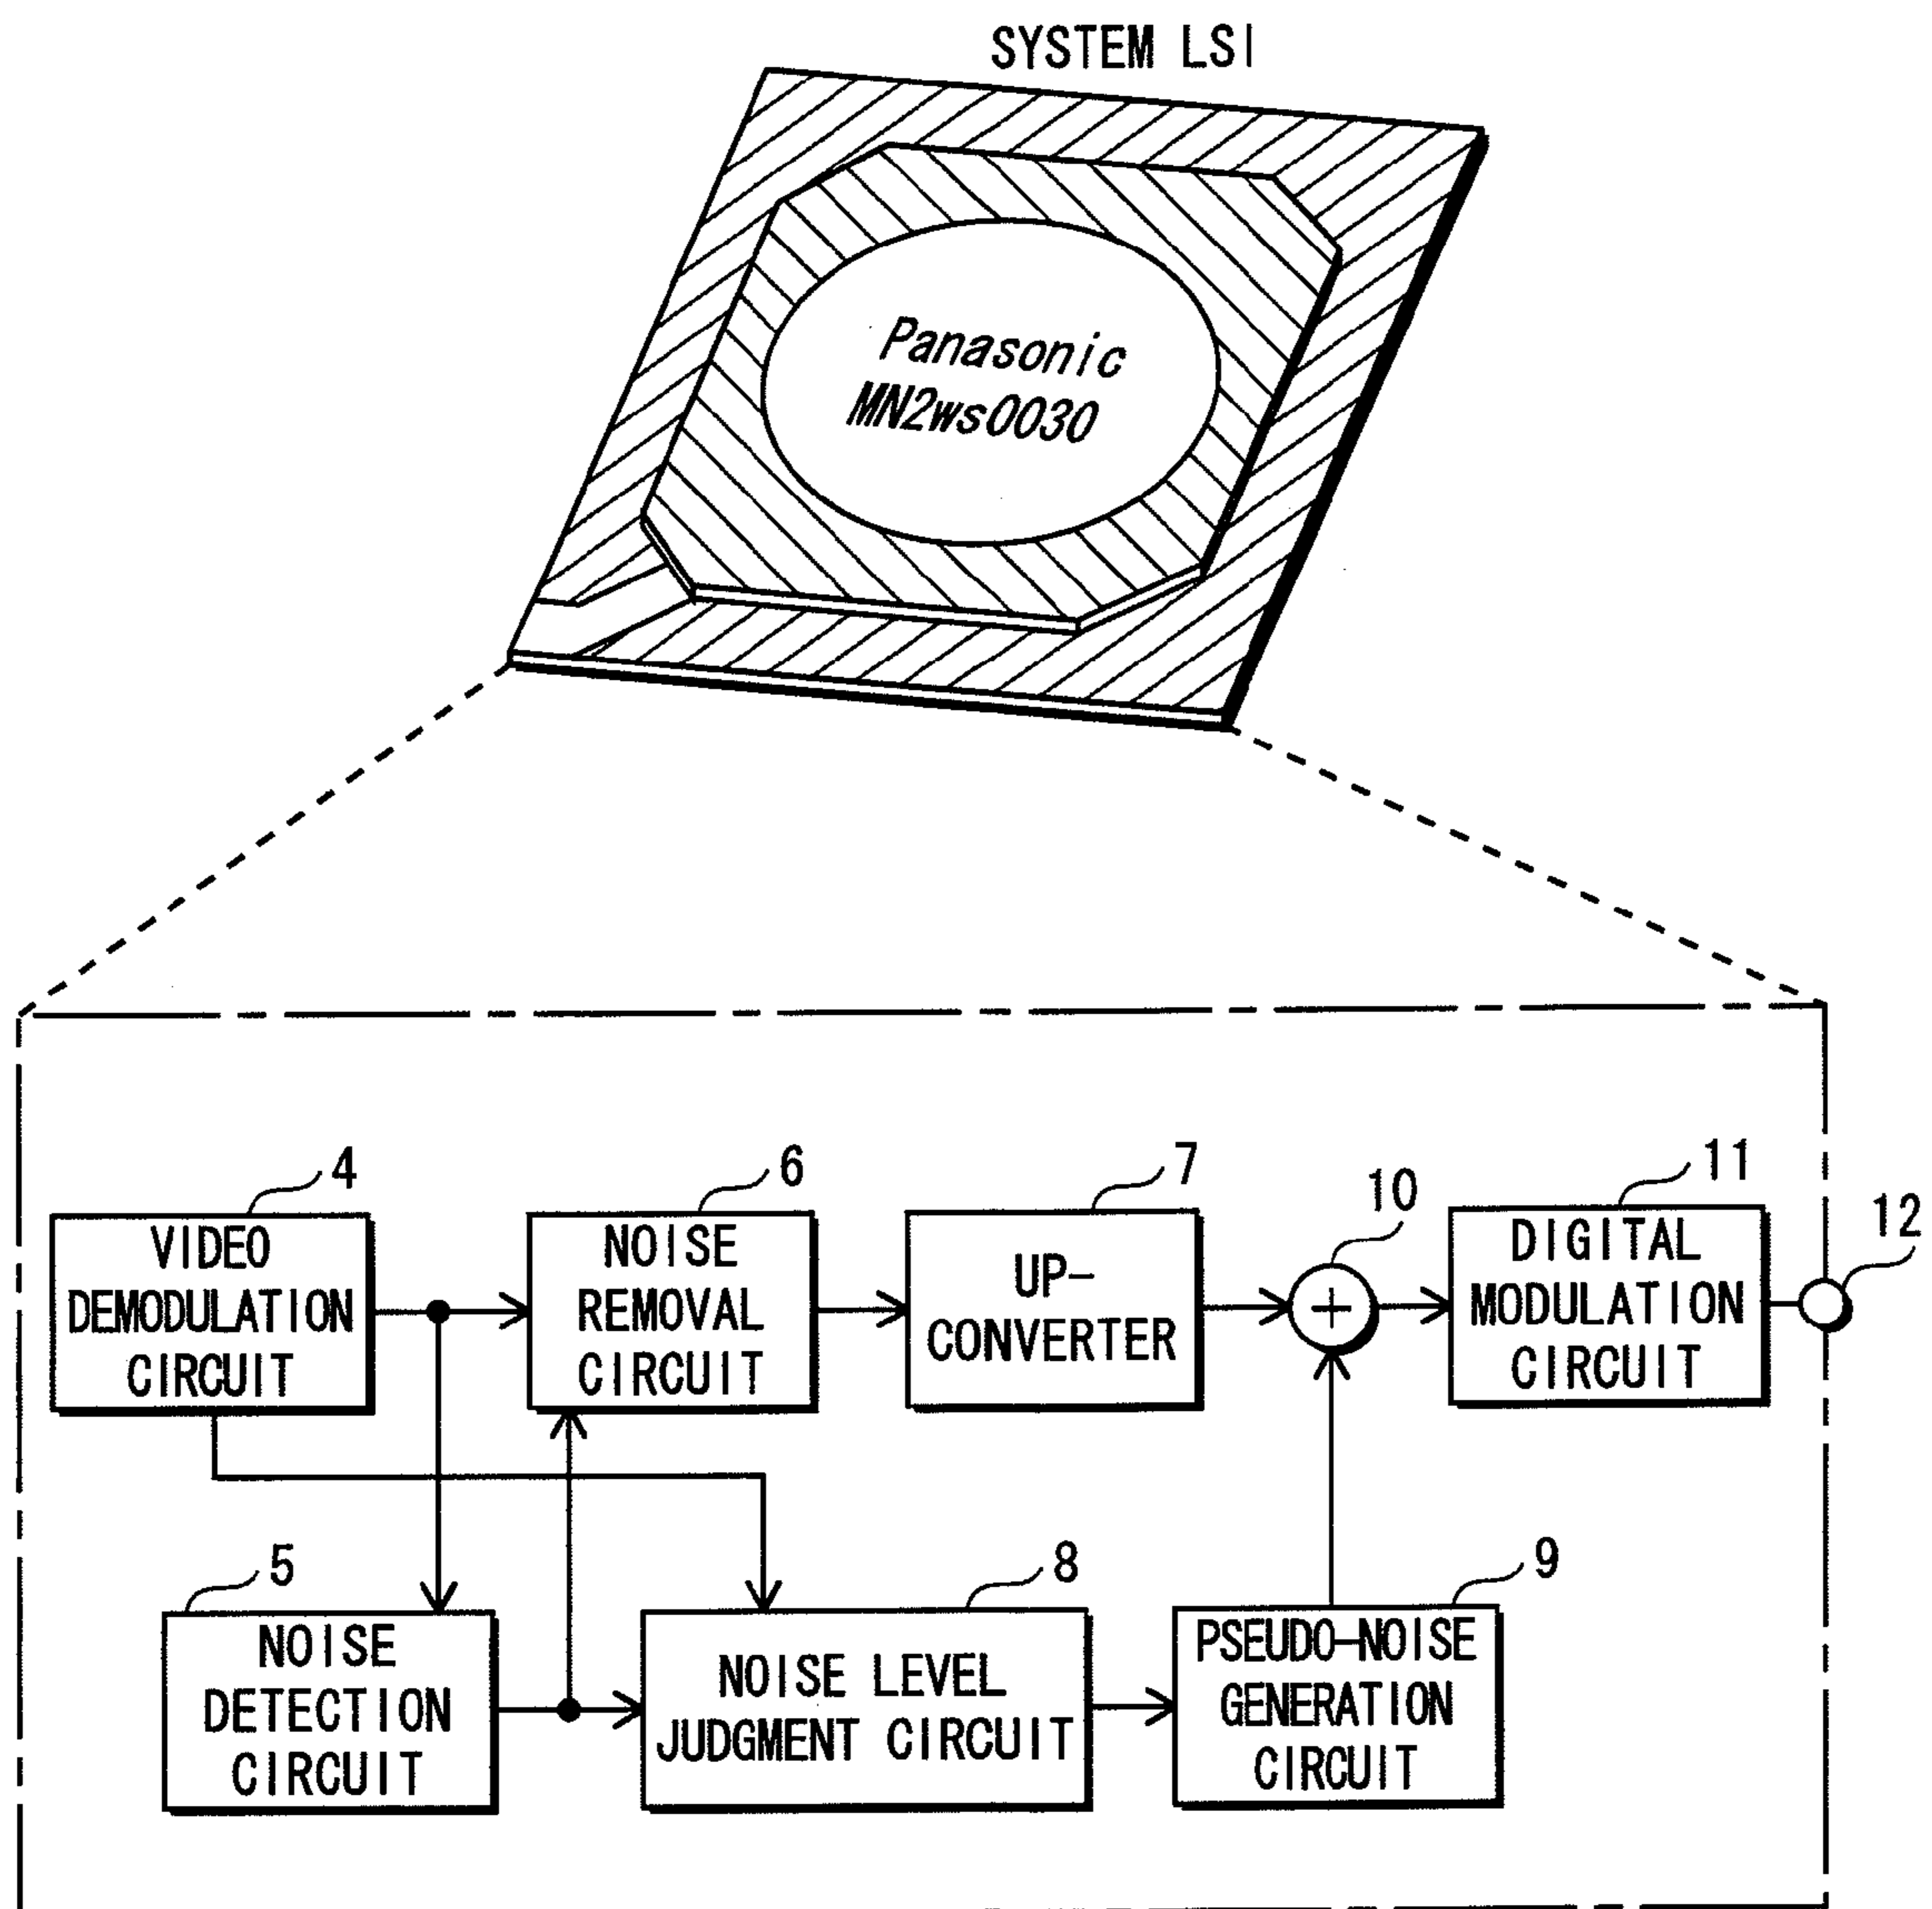 SYSTEM LSI
Panasonic
MN2ws0030
4
VIDEO
DEMODULATION
CIRCUIT
6
NOISE
REMOVAL
CIRCUIT
7
UP-
CONVERTER
10
+
11
DIGITAL
MODULATION
CIRCUIT
12
5
NOISE
DETECTION
CIRCUIT
8
NOISE LEVEL
JUDGMENT CIRCUIT
9
PSEUDO-NOISE
GENERATION
CIRCUIT